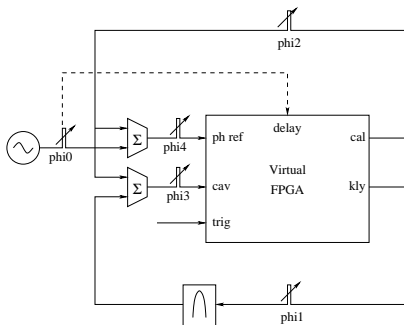 phi2
Σ
ph ref
delay
cal
phi0
phi4
Virtual
FPGA
Σ
cav
kly
phi3
trig
phi1